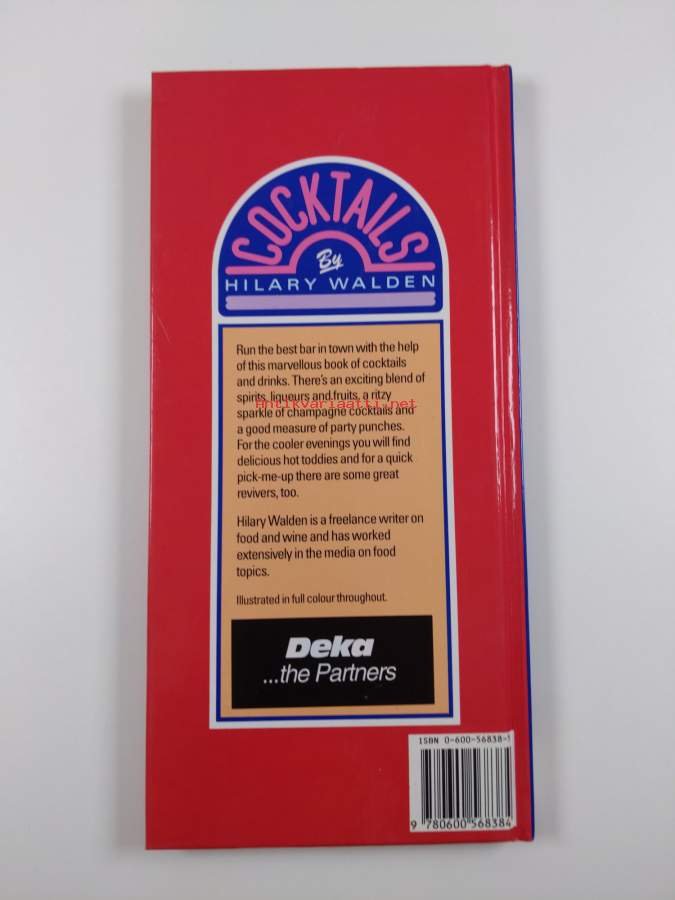 COCKTAILS
By
HILARY WALDEN
Run the best bar in town with the help
of this marvellous book of cocktails
and drinks. There's an exciting blend of
spirits, liqueurs and fruits, a ritzy
Antikvariaatti.net
sparkle of champagne cocktails and
a good measure of party punches.
For the cooler evenings you will find
delicious hot toddies and for a quick
pick-me-up there are some great
revivers, too.
Hilary Walden is a freelance writer on
food and wine and has worked
extensively in the media on food
topics.
Illustrated in full colour throughout.
Deka
...the Partners
ISBN 0-600-56838-
9 780600 568384